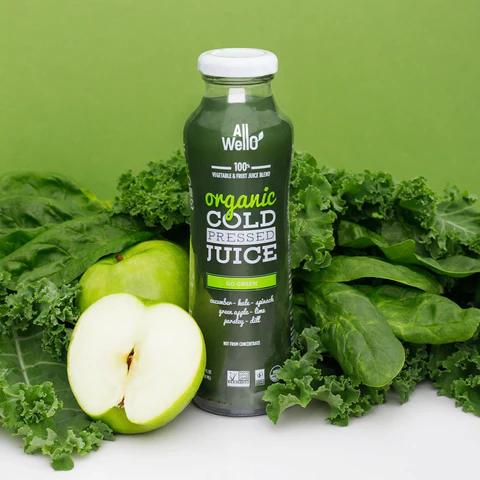 All
Wello
100%
VEGETABLE & FRUIT JUICE BLEND
organic
COLD
PRESSED
JUICE
GO GREEN
cucumber - kale - spinach
green apple - lime
parsley - dill
NOT FROM CONCENTRATE